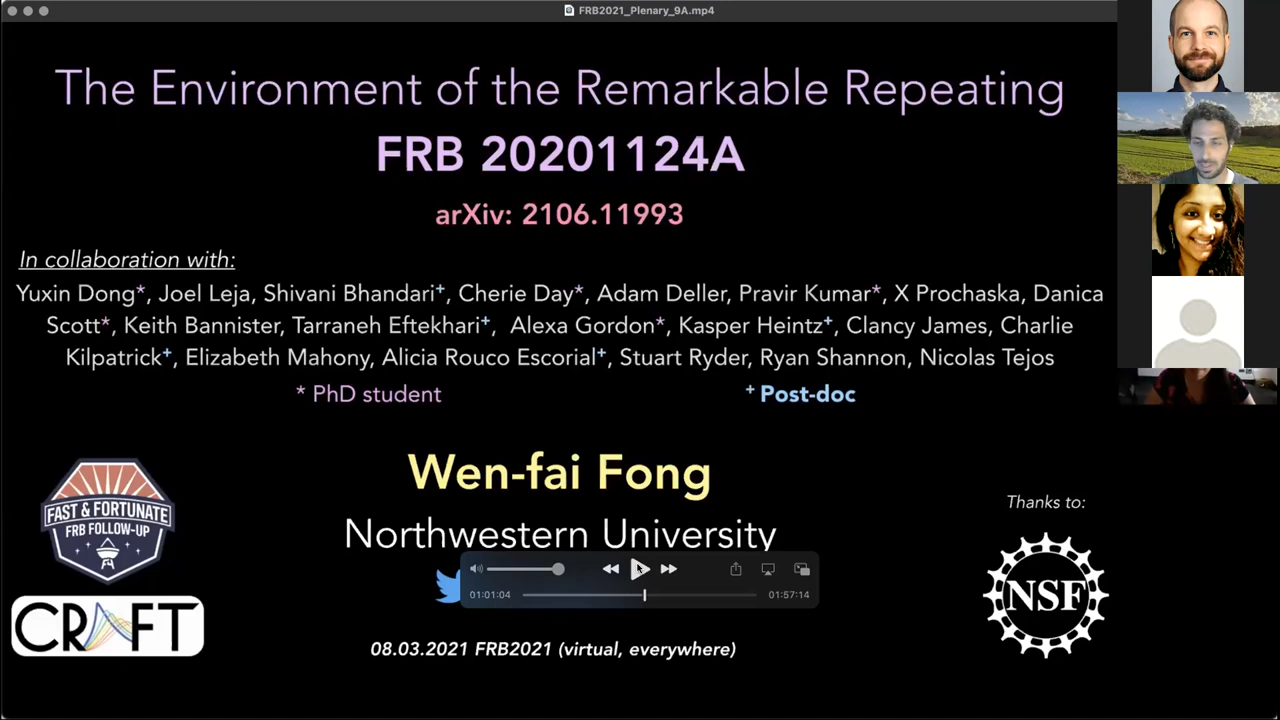 FRB2021_Plenary_9A.mp4
The Environment of the Remarkable Repeating
FRB 20201124A
arXiv: 2106.11993
In collaboration with:
Yuxin Dong*, Joel Leja, Shivani Bhandari+, Cherie Day*, Adam Deller, Pravir Kumar*, X Prochaska, Danica
Scott*, Keith Bannister, Tarraneh Eftekhari+, Alexa Gordon*, Kasper Heintz+, Clancy James, Charlie
Kilpatrick+, Elizabeth Mahony, Alicia Rouco Escorial+, Stuart Ryder, Ryan Shannon, Nicolas Tejos
* PhD student
+ Post-doc
Wen-fai Fong
Northwestern University
FAST & FORTUNATE
FRB FOLLOW-UP
CRAFT
Thanks to:
NSF
01:01:04
01:57:14
08.03.2021 FRB2021 (virtual, everywhere)